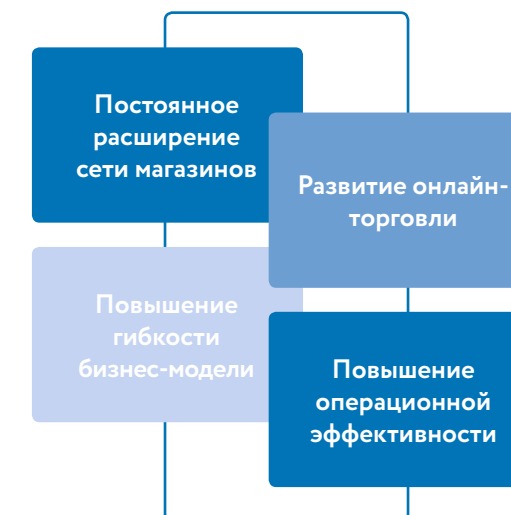 Постоянное
расширение
сети магазинов
Развитие онлайн-
торговли
Повышение
гибкости
бизнес-модели
Повышение
операционной
эффективности